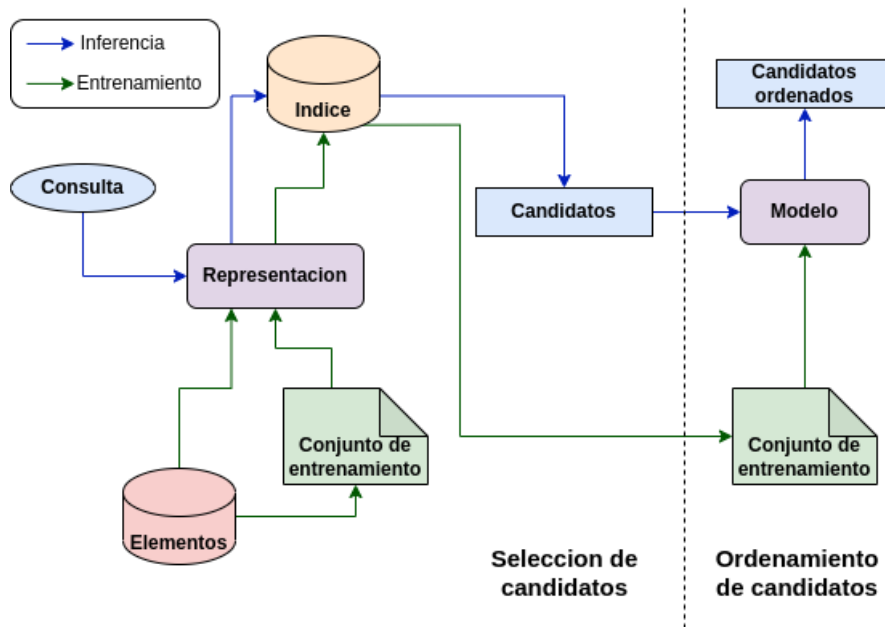 Inferencia
Entrenamiento
Indice
Candidatos
ordenados
Consulta
Candidatos
Modelo
Representacion
Conjunto de
entrenamiento
Conjunto de
entrenamiento
Elementos
Seleccion de
candidatos
Ordenamiento
de candidatos